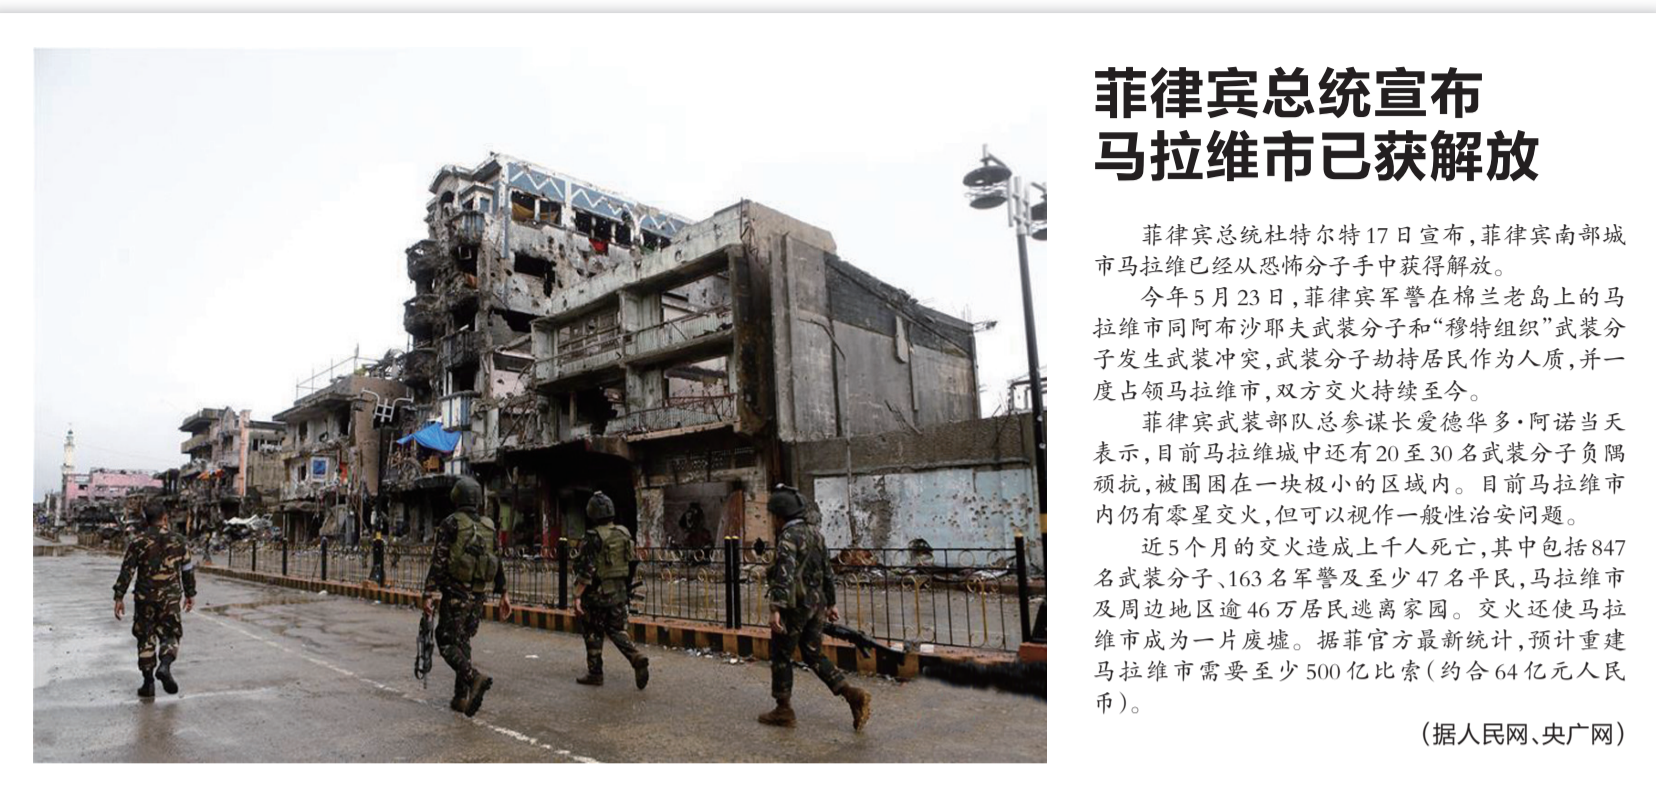 菲律宾总统宣布
马拉维市已获解放
菲律宾总统杜特尔特17日宣布,菲律宾南部城
市马拉维已经从恐怖分子手中获得解放。
今年5月23日,菲律宾军警在棉兰老岛上的马
拉维市同阿布沙耶夫武装分子和“穆特组织”武装分
子发生武装冲突,武装分子劫持居民作为人质,并一
度占领马拉维市,双方交火持续至今。
菲律宾武装部队总参谋长爱德华多·阿诺当天
表示,目前马拉维城中还有20至30名武装分子负隅
顽抗,被围困在一块极小的区域内。目前马拉维市
内仍有零星交火,但可以视作一般性治安问题。
近5个月的交火造成上千人死亡,其中包括847
名武装分子、163名军警及至少47名平民,马拉维市
及周边地区逾46万居民逃离家园。交火还使马拉
维市成为一片废墟。据菲官方最新统计,预计重建
马拉维市需要至少500亿比索(约合64亿元人民
币)。
(据人民网、央广网)